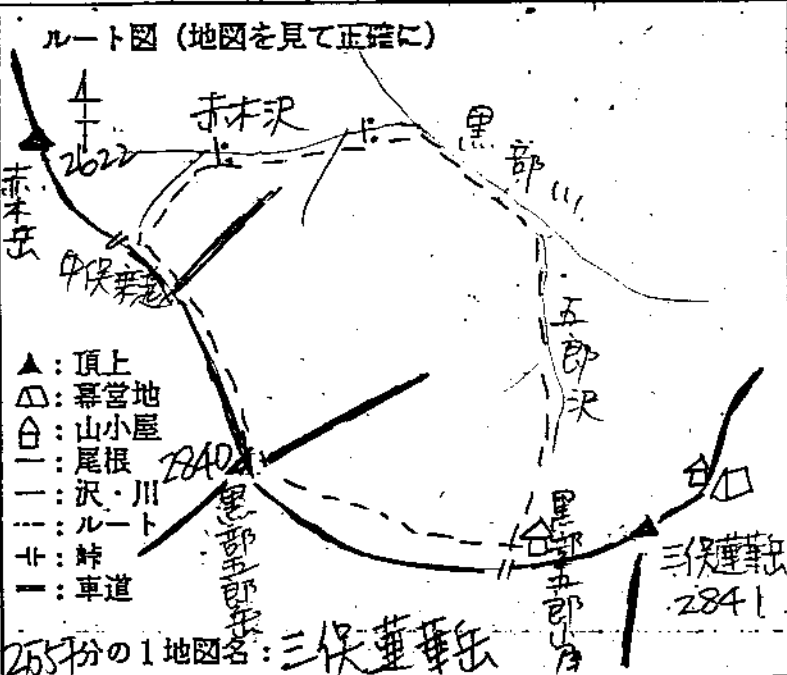 ルート図（地図を見て正確に）
赤木沢
黒部川
2622
赤木岳
中俣乗越
五郎沢
▲：頂上
：幕営地
：山小屋
―：尾根
―：沢・川
---：ルート
：峠
━：車道
2840
黒部五郎岳
黒部五郎小屋
三俣蓮華岳
2841
2万5千分の1地図名：三俣蓮華岳